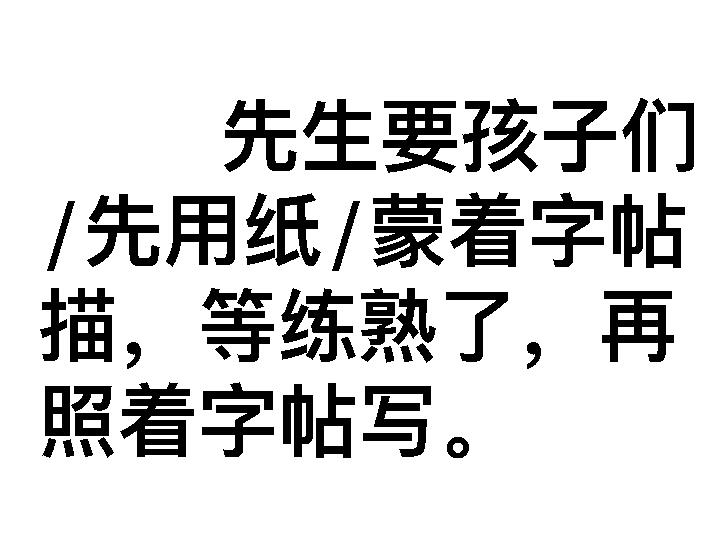 先生要孩子们
/先用纸/蒙着字帖
描，等练熟了，再
照着字帖写。